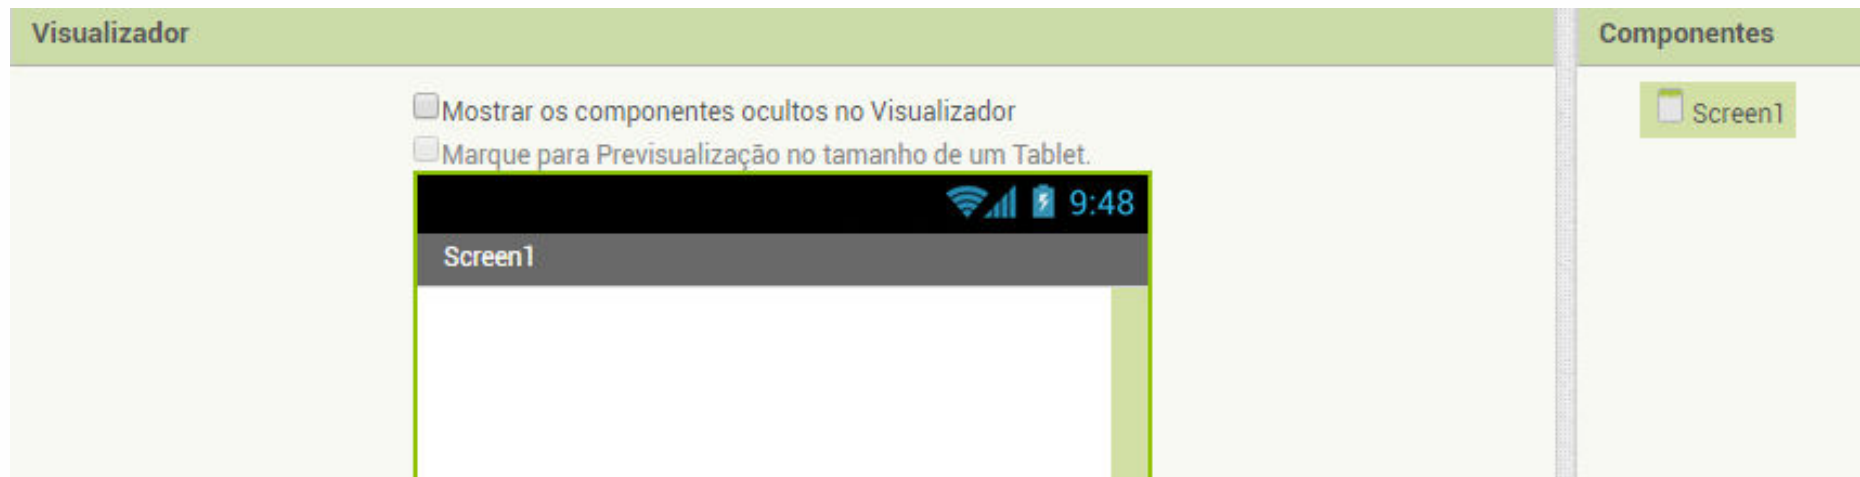 Visualizador
Componentes
Mostrar os componentes ocultos no Visualizador
Screen1
Marque para Previsualização no tamanho de um Tablet.
9:48
Screen1